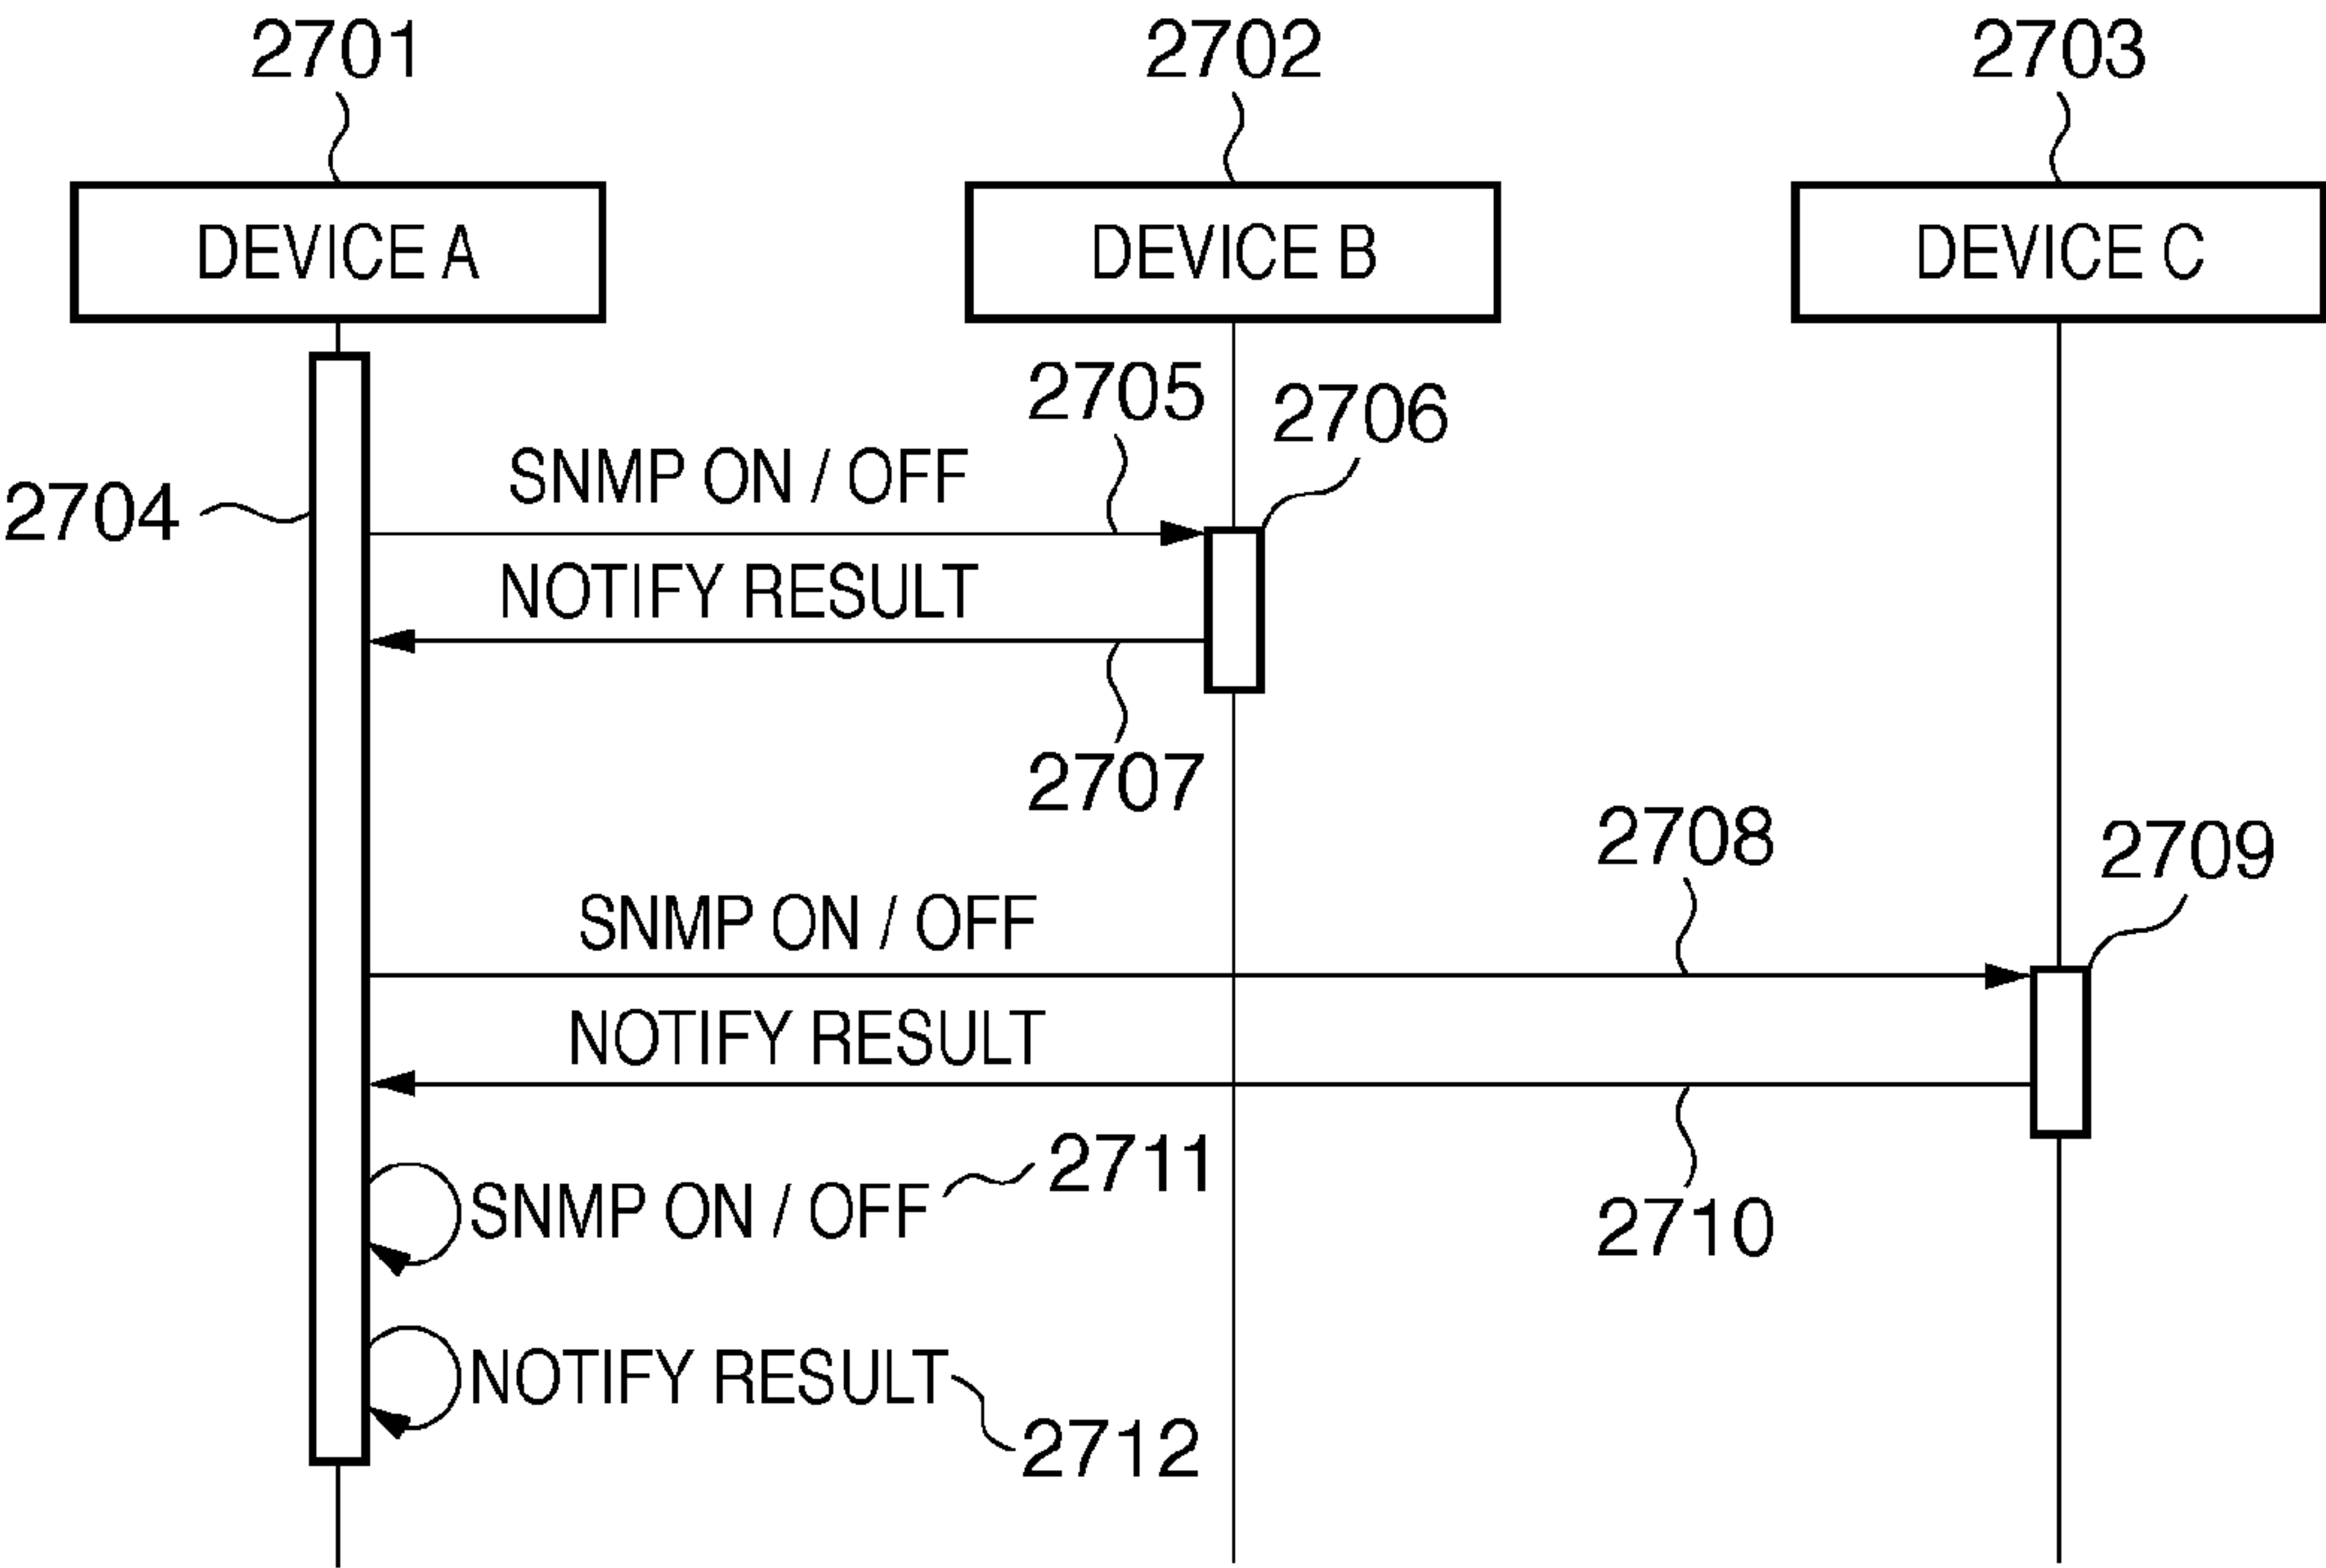 2701
2702
2703
DEVICE A
DEVICE B
DEVICE C
2705
2706
SNMP ON / OFF
2704
NOTIFY RESULT
2707
2708
2709
SNMP ON / OFF
NOTIFY RESULT
2711
SNMP ON / OFF
2710
NOTIFY RESULT
2712